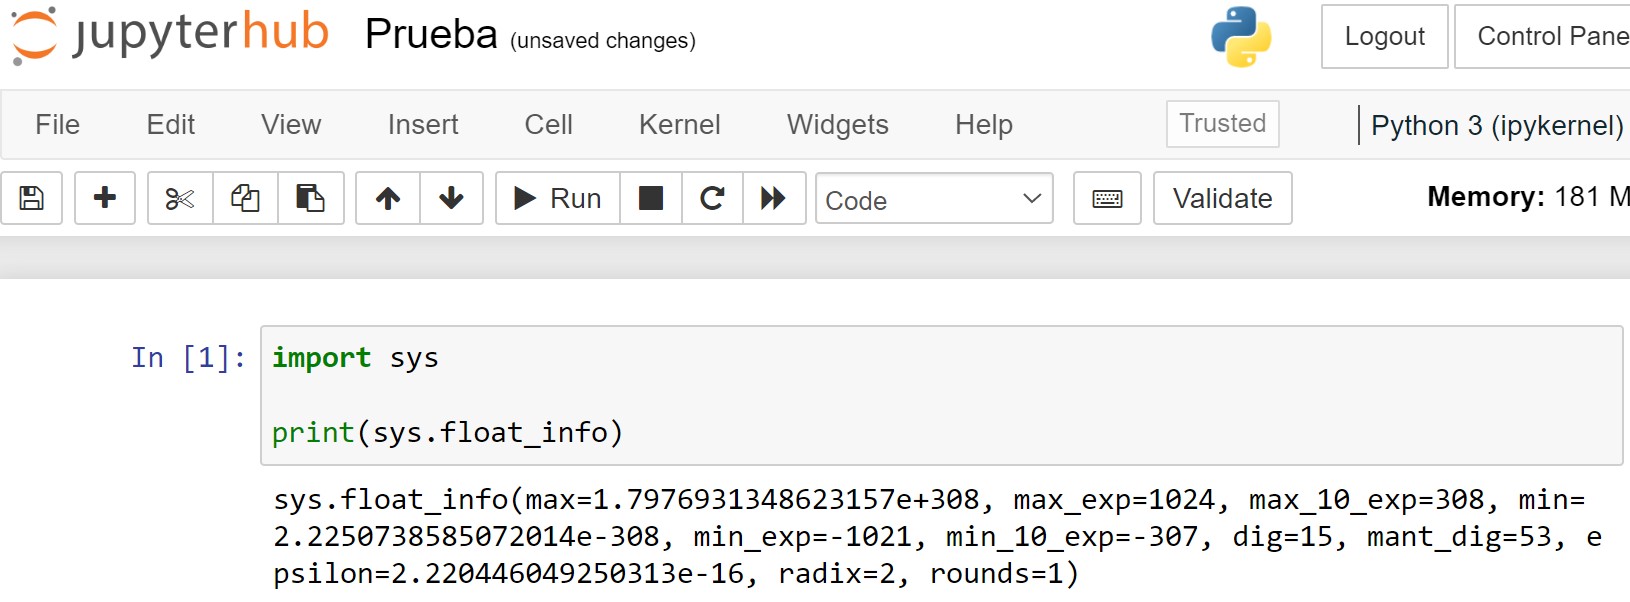 jupyterhub Prueba (unsaved changes) Logout Control Pane
File Edit View Insert Cell Kernel Widgets Help Trusted Python 3 (ipykernel)
Run Code Validate Memory: 181 M
In [1]: import sys
print(sys.float_info)
sys.float_info(max=1.7976931348623157e+308, max_exp=1024, max_10_exp=308, min=
2.2250738585072014e-308, min_exp=-1021, min_10_exp=-307, dig=15, mant_dig=53, e
psilon=2.220446049250313e-16, radix=2, rounds=1)